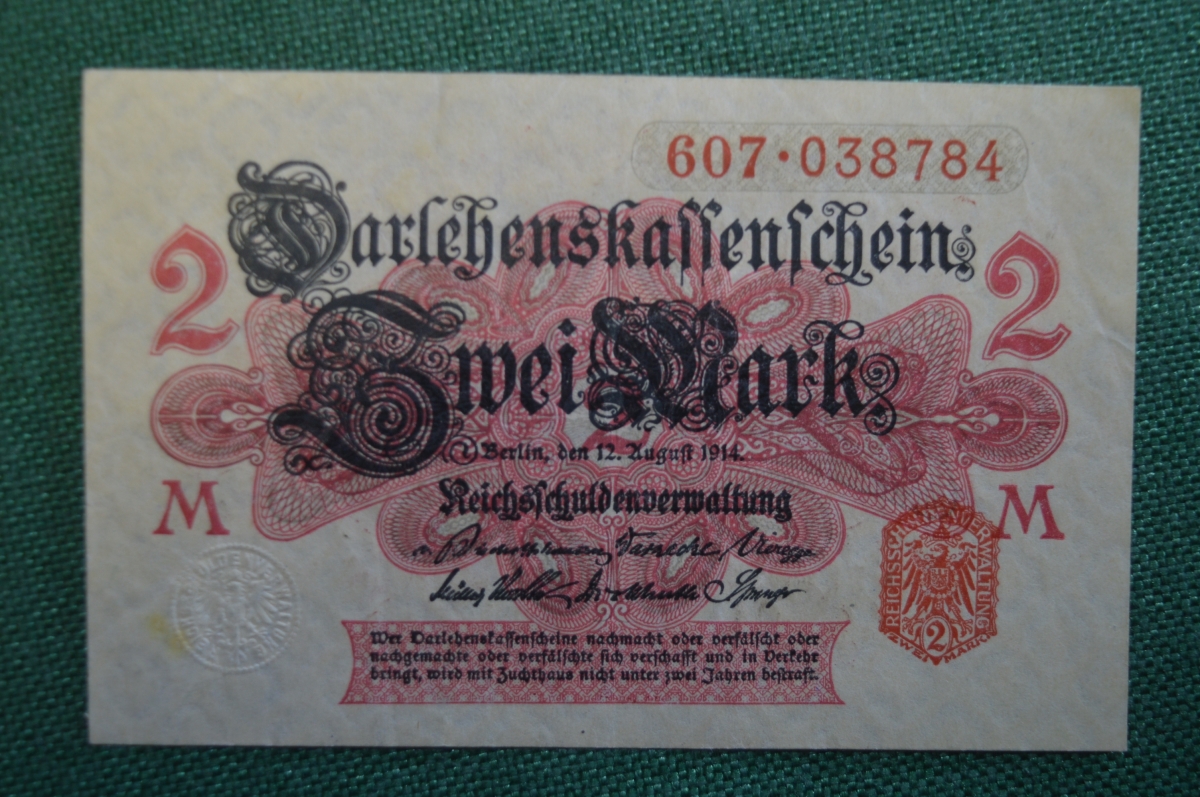 607·038784
Darlehenskassenschein
2 2
Zwei Mark
Berlin, den 12. August 1914.
Reichsschuldenverwaltung
M M
REICHSSCHULDENVERWALTUNG
2
ZWEI MARK
Wer Darlehenskassenscheine nachmacht oder verfälscht oder
nachgemachte oder verfälschte sich verschafft und in Verkehr
bringt, wird mit Zuchthaus nicht unter zwei Jahren bestraft.